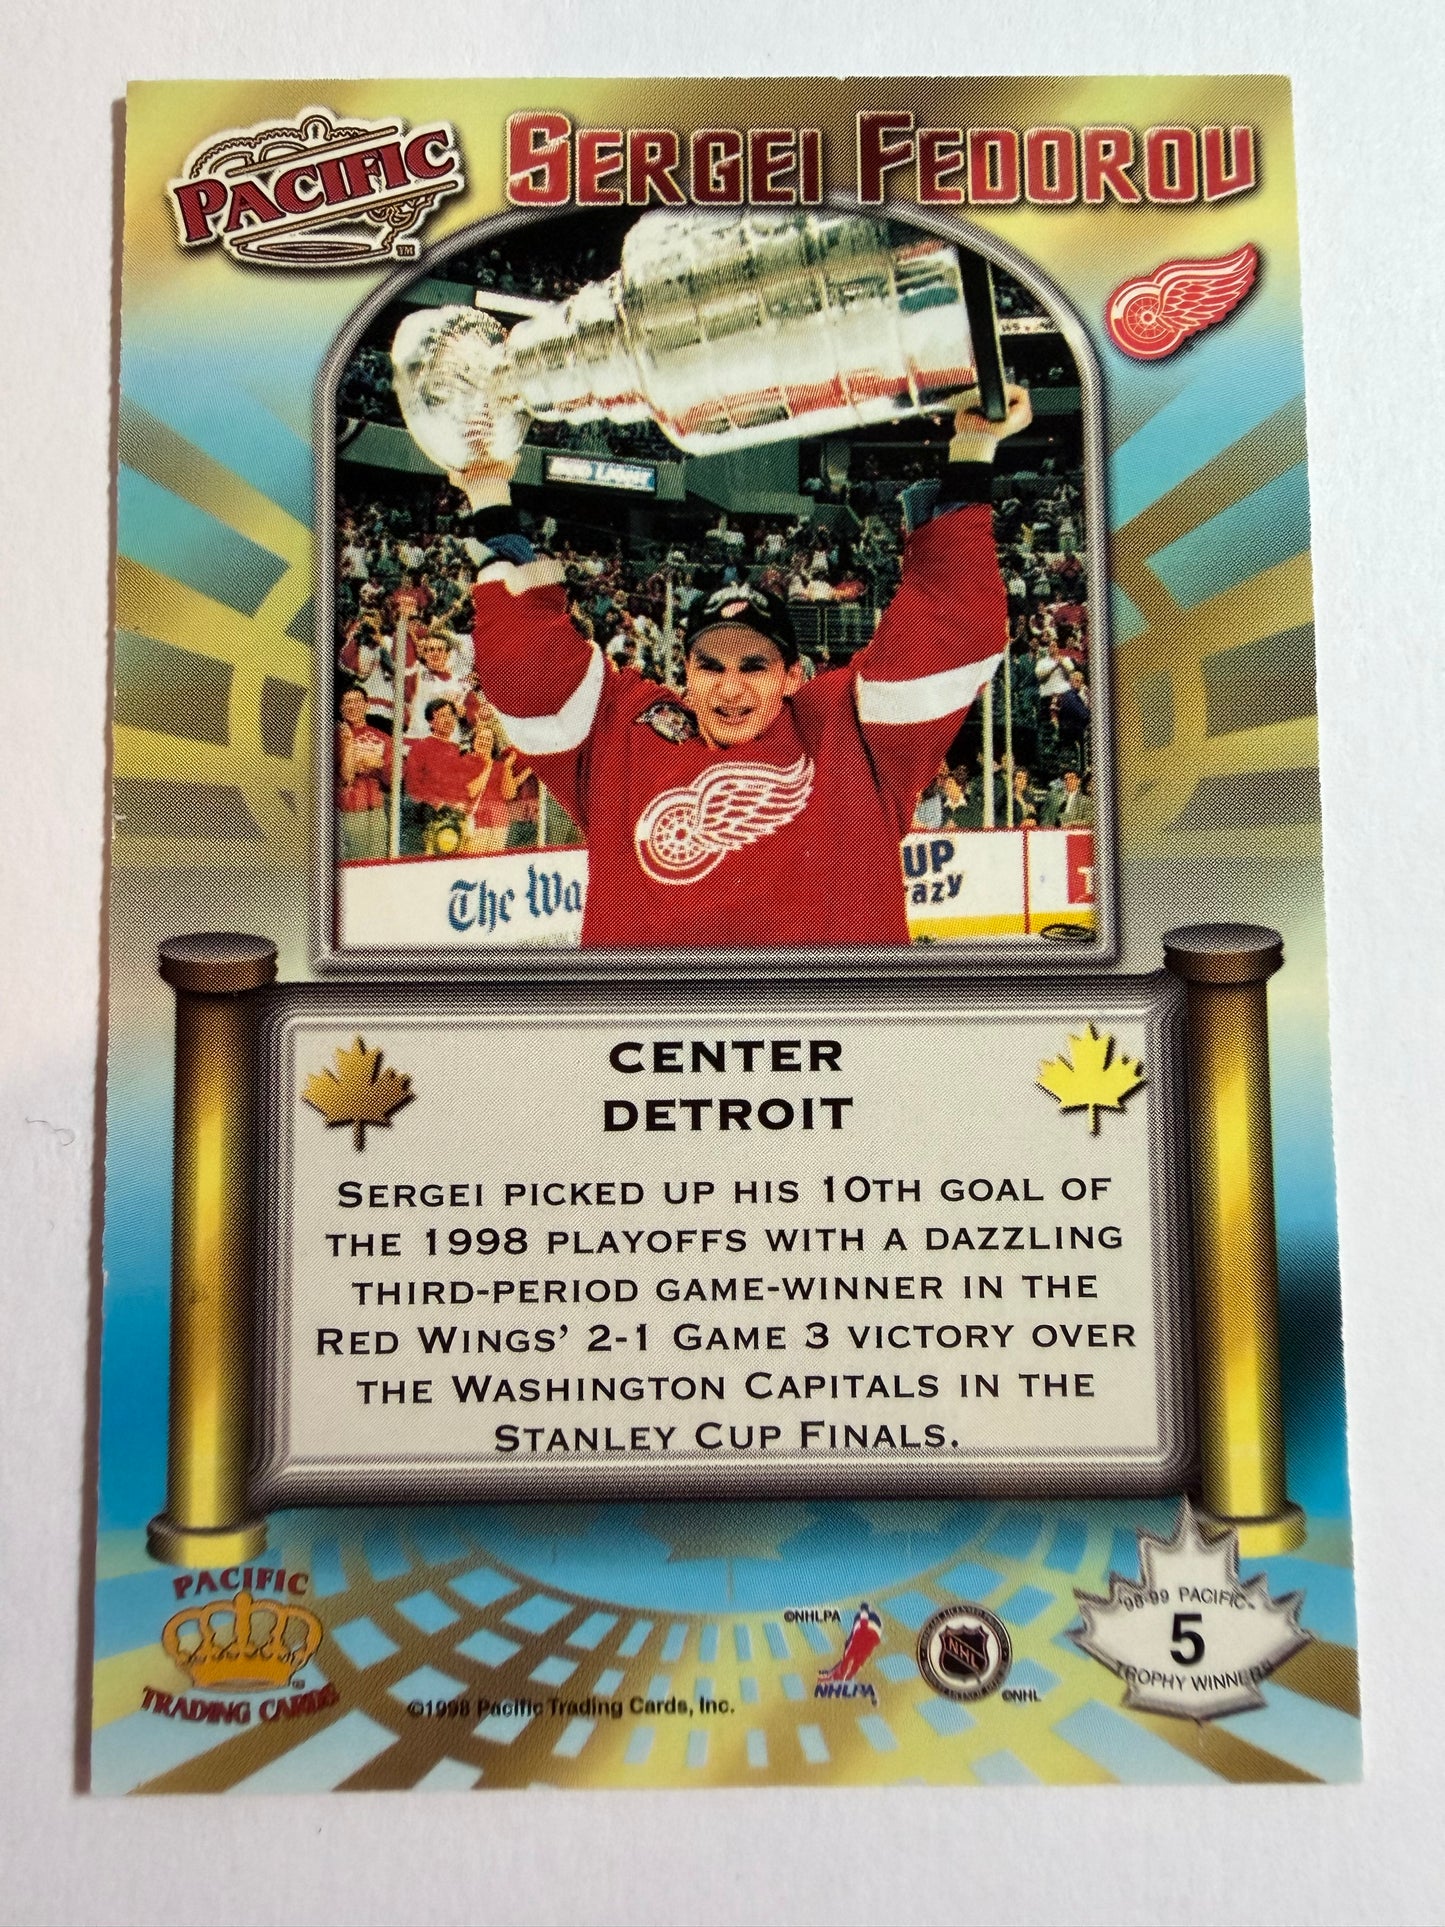 PACIFIC TM
SERGEI FEDOROV
The Wa
UP
azy
CENTER
DETROIT
SERGEI PICKED UP HIS 10TH GOAL OF
THE 1998 PLAYOFFS WITH A DAZZLING
THIRD-PERIOD GAME-WINNER IN THE
RED WINGS' 2-1 GAME 3 VICTORY OVER
THE WASHINGTON CAPITALS IN THE
STANLEY CUP FINALS.
PACIFIC
TRADING CARDS
©1998 Pacific Trading Cards, Inc.
©NHLPA
NHLPA
NHL
©NHL
'98-99 PACIFIC
5
TROPHY WINNERS